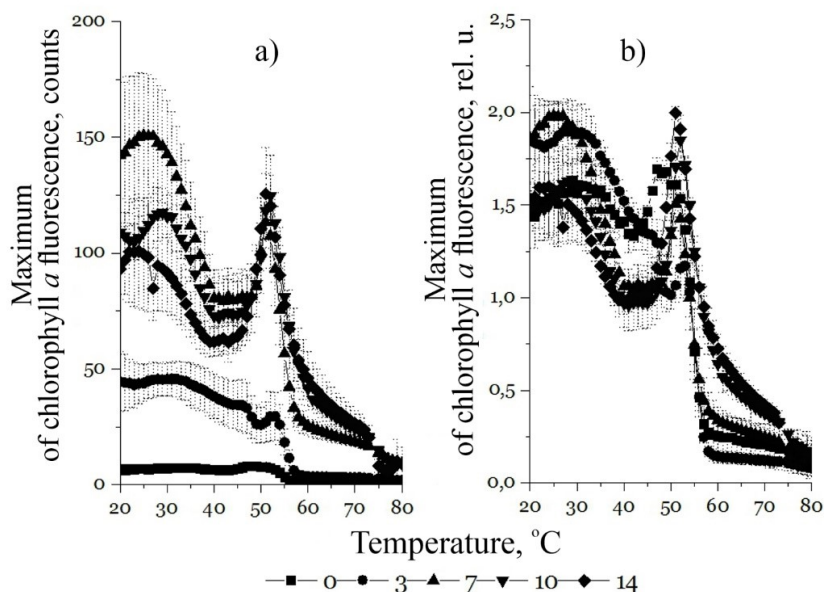 Maximum
of chlorophyll a fluorescence, counts
200
150
100
50
0
a)
20 30 40 50 60 70 80
Maximum
of chlorophyll a fluorescence, rel. u.
2,5
2,0
1,5
1,0
0,5
0,0
b)
20 30 40 50 60 70 80
Temperature, °C
0 3 7 10 14